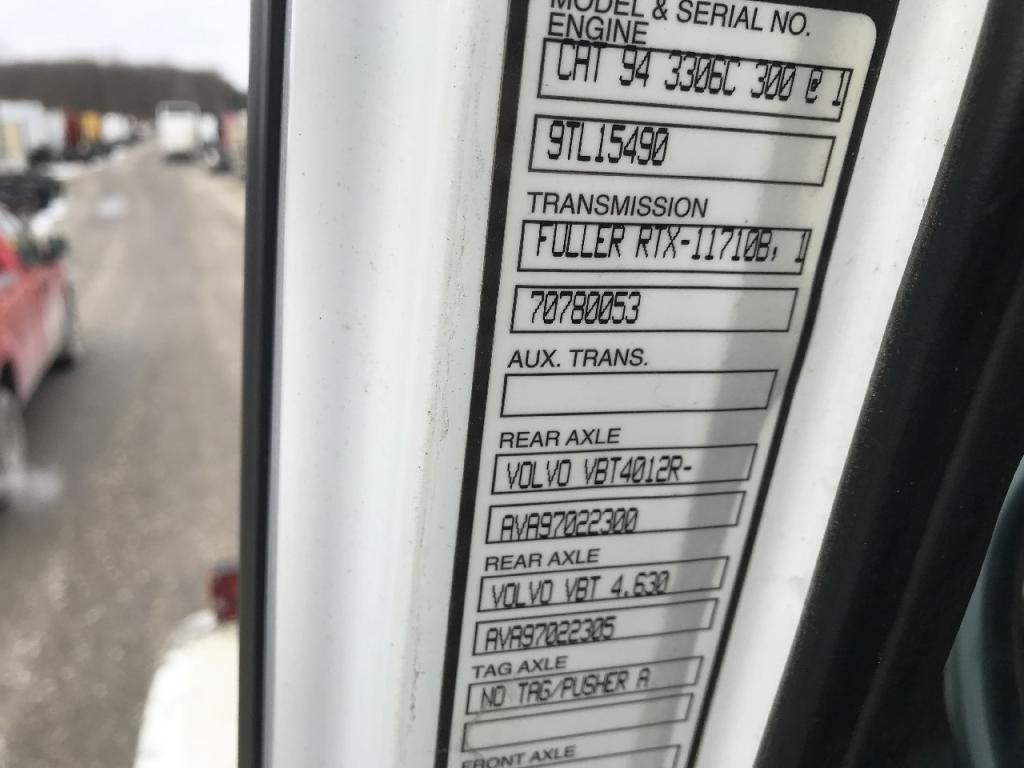 MODEL & SERIAL NO.
ENGINE
CAT 94 3306C 300 @ 1
9TL15490
TRANSMISSION
FULLER RTX-11710B, 1
70780053
AUX. TRANS.
REAR AXLE
VOLVO VBT4012R-
AVA97022300
REAR AXLE
VOLVO VBT 4.630
AVA97022305
TAG AXLE
NO TAG/PUSHER A
FRONT AXLE